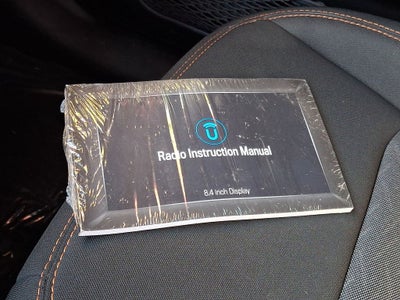 Radio Instruction Manual
8.4 inch Display